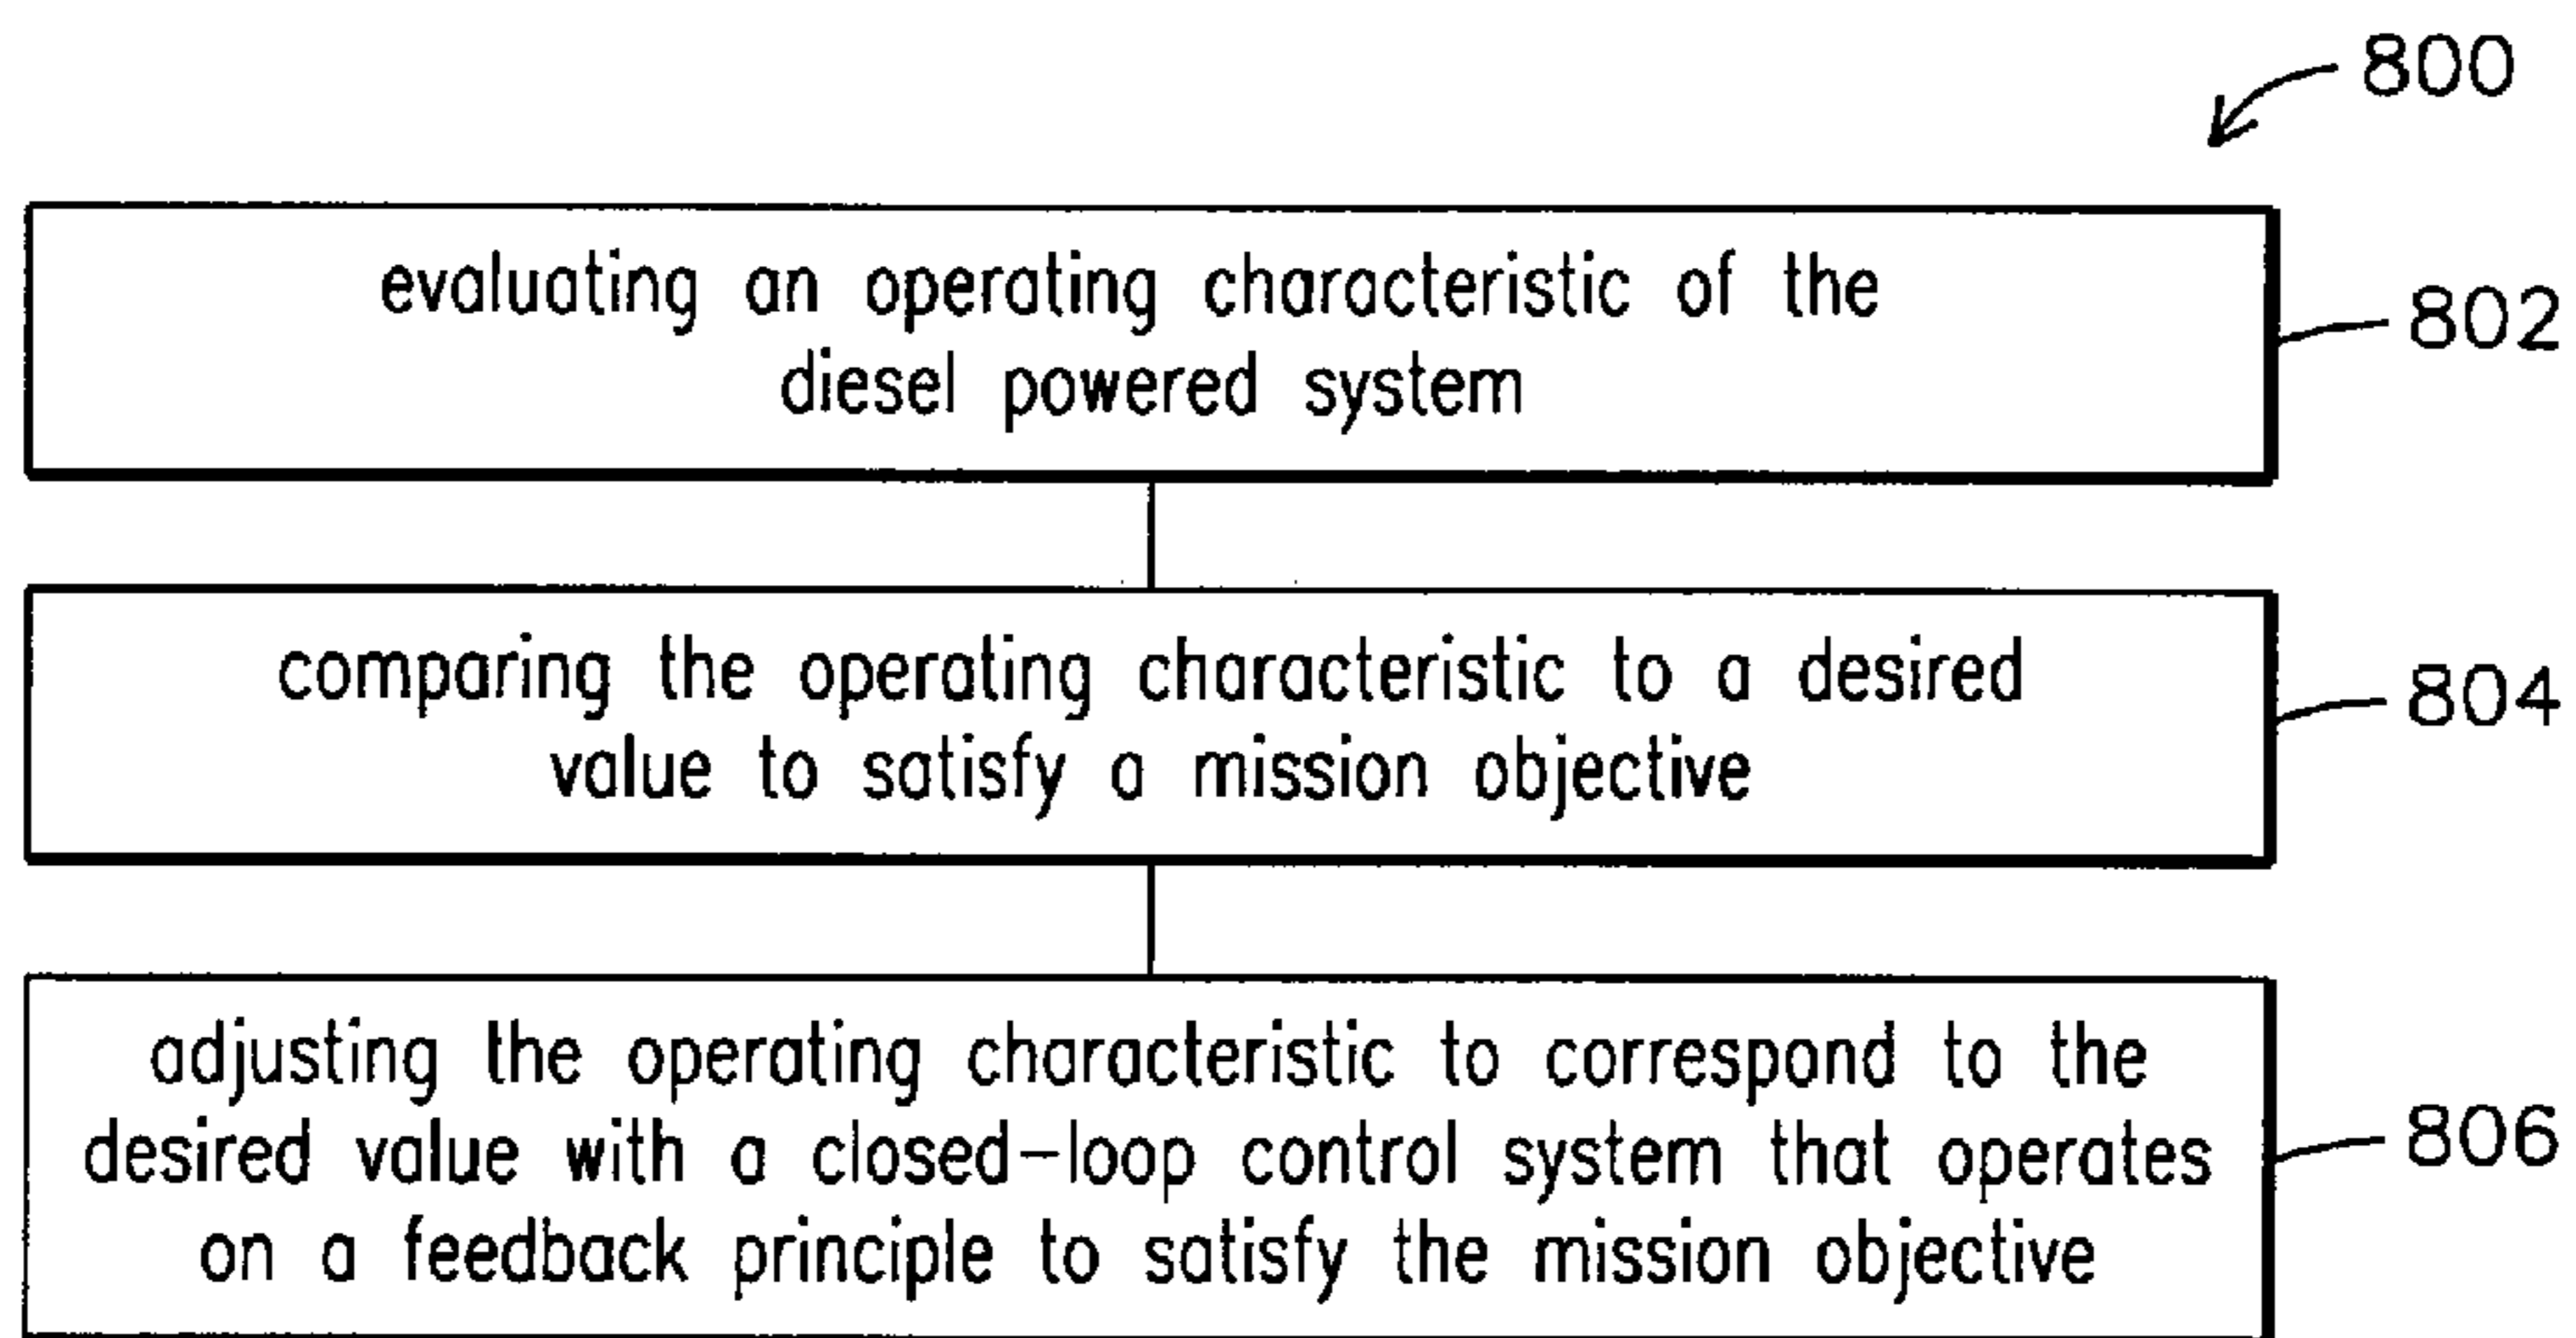 800
evaluating an operating characteristic of the
diesel powered system
802
comparing the operating characteristic to a desired
value to satisfy a mission objective
804
adjusting the operating characteristic to correspond to the
desired value with a closed-loop control system that operates
on a feedback principle to satisfy the mission objective
806